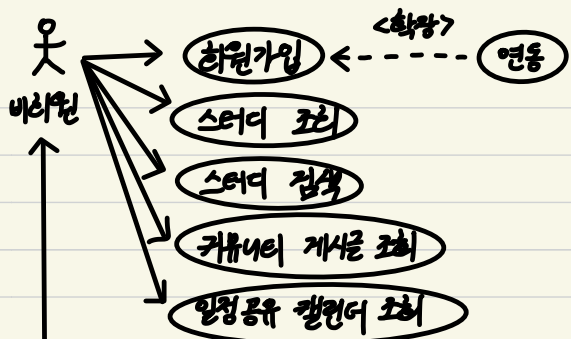 <확장>
회원가입
연동
비회원
스터디 조회
스터디 검색
커뮤니티 게시글 조회
일정공유 캘린더 조회